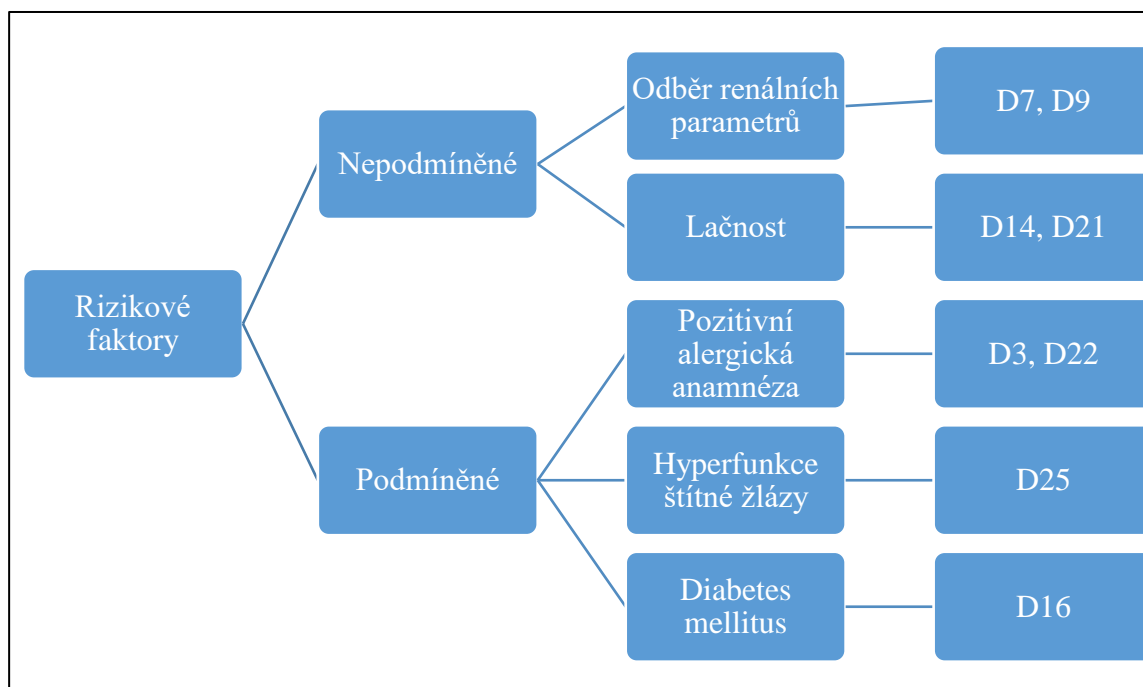 Rizikové
faktory
Nepodmíněné
Odběr renálních
parametrů
D7, D9
Lačnost
D14, D21
Podmíněné
Pozitivní
alergická
anamnéza
D3, D22
Hyperfunkce
štítné žlázy
D25
Diabetes
mellitus
D16